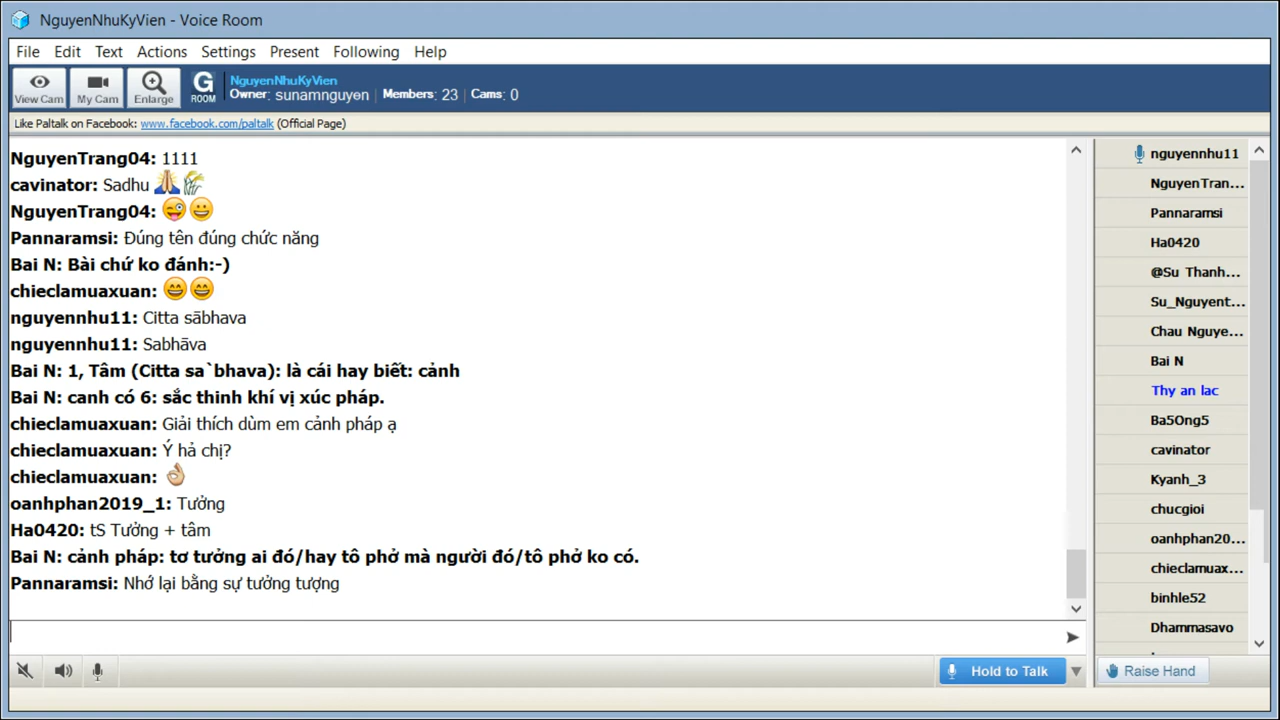 NguyenNhuKyVien - Voice Room
File Edit Text Actions Settings Present Following Help
View Cam My Cam Enlarge G ROOM
NguyenNhuKyVien
Owner: sunamnguyen | Members: 23 | Cams: 0
Like Paltalk on Facebook: www.facebook.com/paltalk (Official Page)
NguyenTrang04: 1111
cavinator: Sadhu 🙏🌾
NguyenTrang04: 😜😀
Pannaramsi: Đúng tên đúng chức năng
Bai N: Bài chứ ko đánh:-)
chieclamuaxuan: 😄😄
nguyennhu11: Citta sābhava
nguyennhu11: Sabhāva
Bai N: 1, Tâm (Citta sa`bhava): là cái hay biết: cảnh
Bai N: canh có 6: sắc thinh khí vị xúc pháp.
chieclamuaxuan: Giải thích dùm em cảnh pháp ạ
chieclamuaxuan: Ý hả chị?
chieclamuaxuan: 👌
oanhphan2019_1: Tưởng
Ha0420: tS Tưởng + tâm
Bai N: cảnh pháp: tơ tưởng ai đó/hay tô phở mà người đó/tô phở ko có.
Pannaramsi: Nhớ lại bằng sự tưởng tượng
nguyennhu11
NguyenTran...
Pannaramsi
Ha0420
@Su Thanh...
Su_Nguyent...
Chau Nguye...
Bai N
Thy an lac
Ba5Ong5
cavinator
Kyanh_3
chucgioi
oanhphan20...
chieclamuax...
binhle52
Dhammasavo
Hold to Talk
Raise Hand